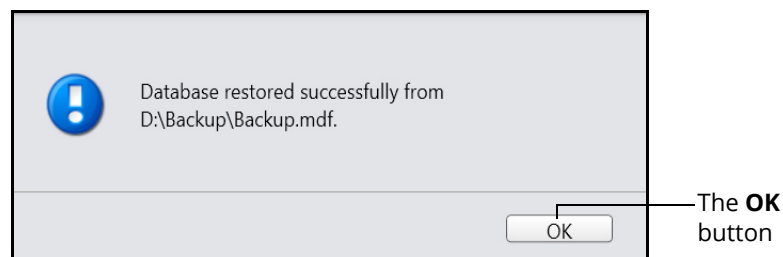 Database restored successfully from
D:\Backup\Backup.mdf.
OK
The OK
button